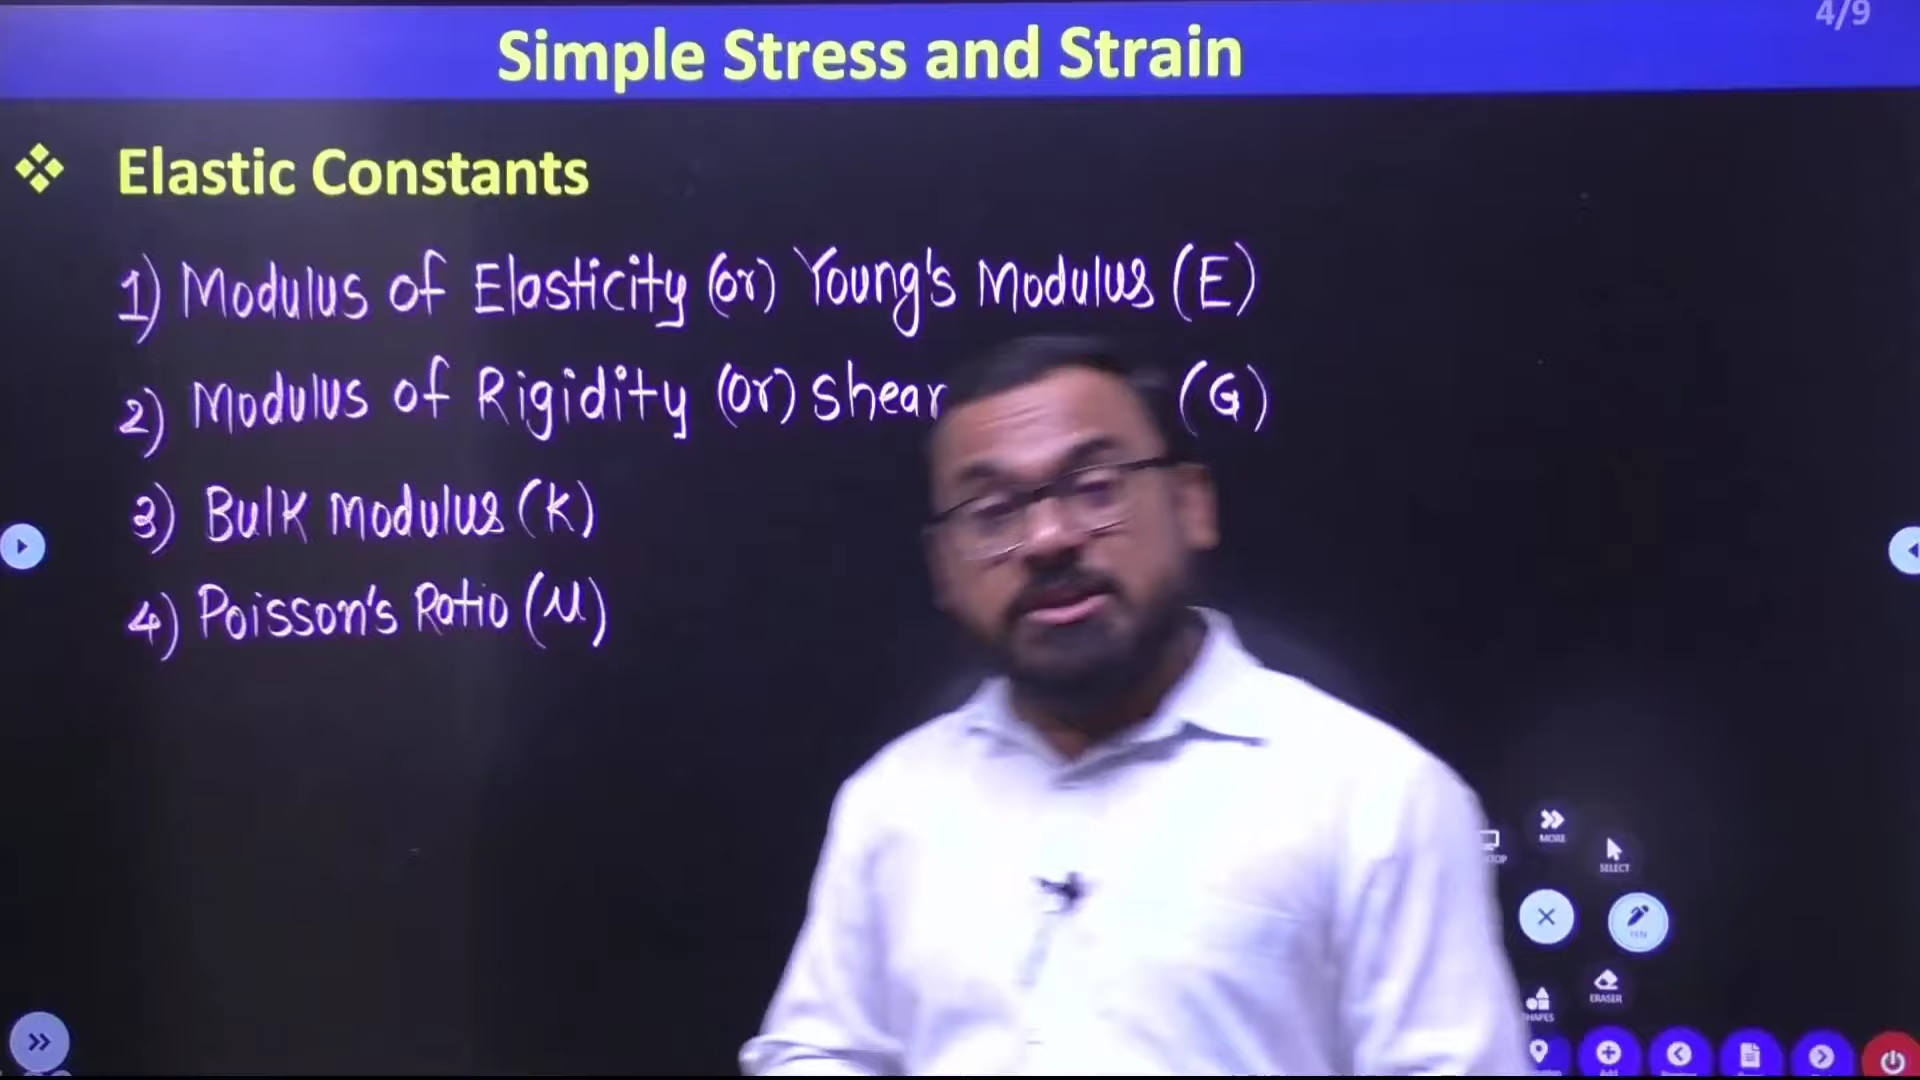 4/9
Simple Stress and Strain
❖ Elastic Constants
1) Modulus of Elasticity (or) Young's Modulus (E)
2) Modulus of Rigidity (or) Shear (G)
3) Bulk Modulus (K)
4) Poisson's Ratio (μ)
MORE
SELECT
PEN
ERASER